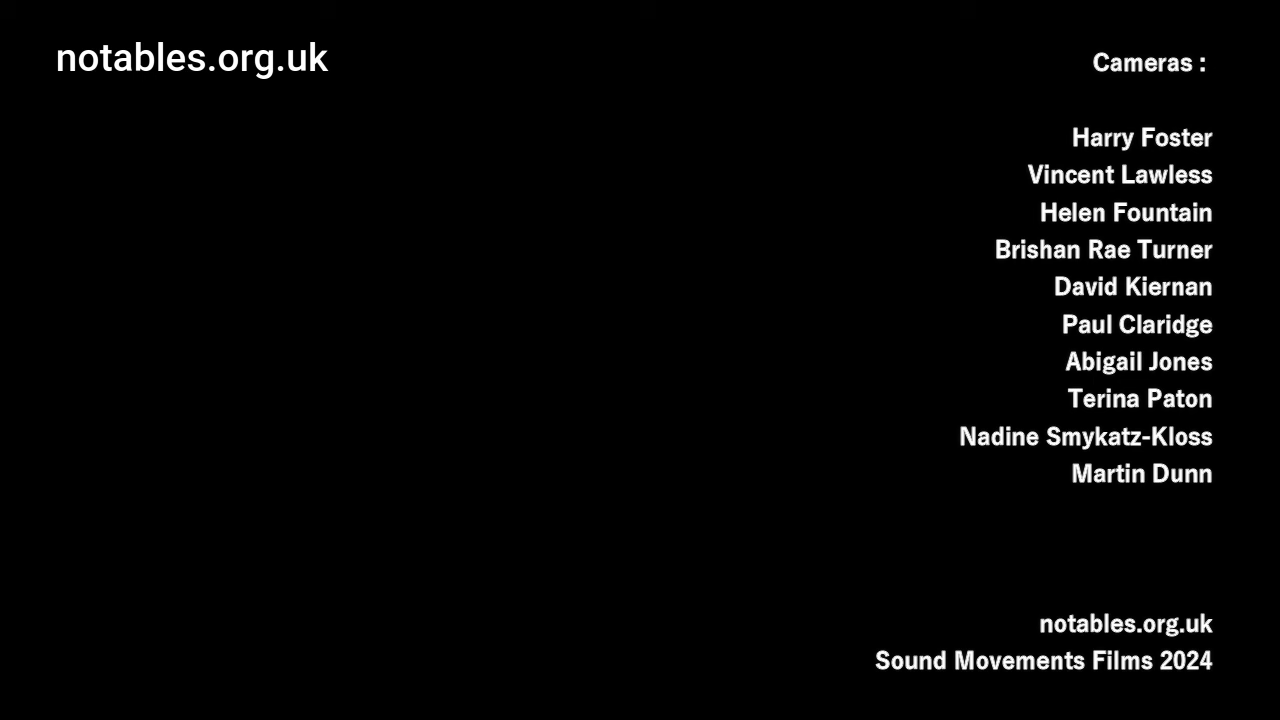 notables.org.uk
Cameras :
Harry Foster
Vincent Lawless
Helen Fountain
Brishan Rae Turner
David Kiernan
Paul Claridge
Abigail Jones
Terina Paton
Nadine Smykatz-Kloss
Martin Dunn
notables.org.uk
Sound Movements Films 2024